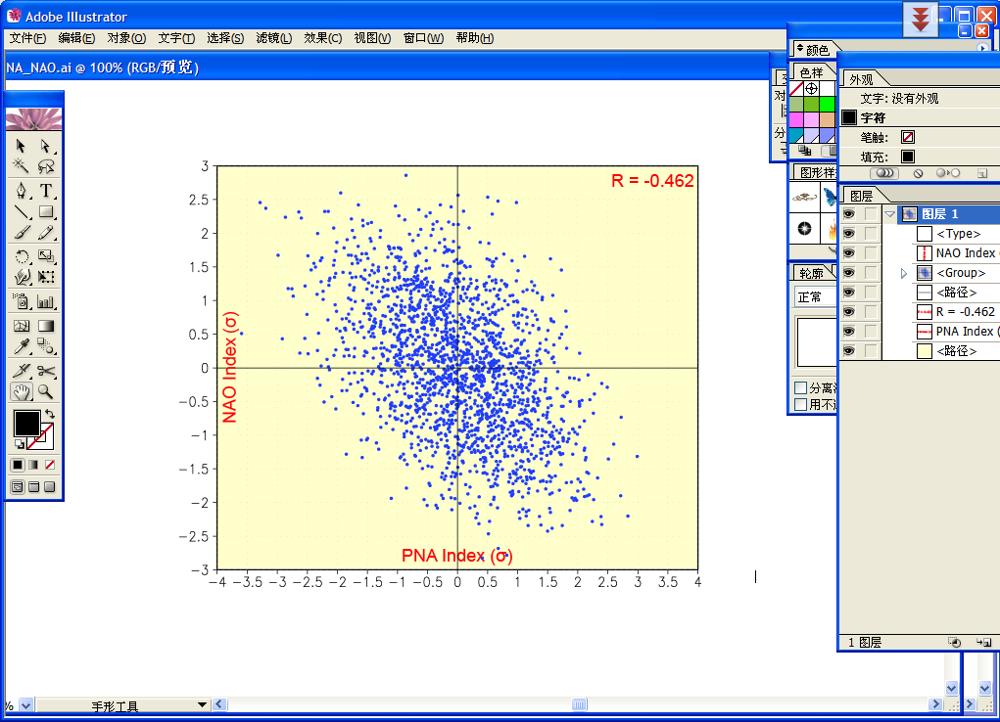 Adobe Illustrator
文件(F) 编辑(E) 对象(O) 文字(T) 选择(S) 滤镜(L) 效果(C) 视图(V) 窗口(W) 帮助(H)
NA_NAO.ai @ 100% (RGB/预览)
颜色
色样
图形样
轮廓
正常
分离
用不
对
分
外观
文字: 没有外观
字符
笔触:
填充:
图层
图层 1
<Type>
NAO Index
<Group>
<路径>
R = -0.462
PNA Index (
<路径>
1 图层
R = -0.462
3
2.5
2
1.5
1
0.5
0
−0.5
−1
−1.5
−2
−2.5
−3
NAO Index (σ)
PNA Index (σ)
−4 −3.5 −3 −2.5 −2 −1.5 −1 −0.5 0 0.5 1 1.5 2 2.5 3 3.5 4
% 手形工具